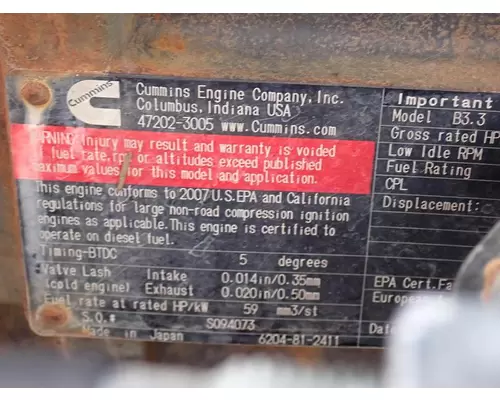 Cummins
Cummins Engine Company, Inc.
Columbus, Indiana USA
47202-3005 www.Cummins.com
WARNING: Injury may result and warranty is voided
if fuel rate, rpm or altitudes exceed published
maximum values for this model and application.
This engine conforms to 2007 U.S.EPA and California
regulations for large non-road compression ignition
engines as applicable. This engine is certified to
operate on diesel fuel.
Timing-BTDC 5 degrees
Valve Lash Intake 0.014in/0.35mm
(cold engine) Exhaust 0.020in/0.50mm
Fuel rate at rated HP/kW 59 mm3/st
S.O.# S094073
Made in Japan 6204-81-2411
Important
Model B3.3
Gross rated HP
Low Idle RPM
Fuel Rating
CPL
Displacement:
EPA Cert.
European